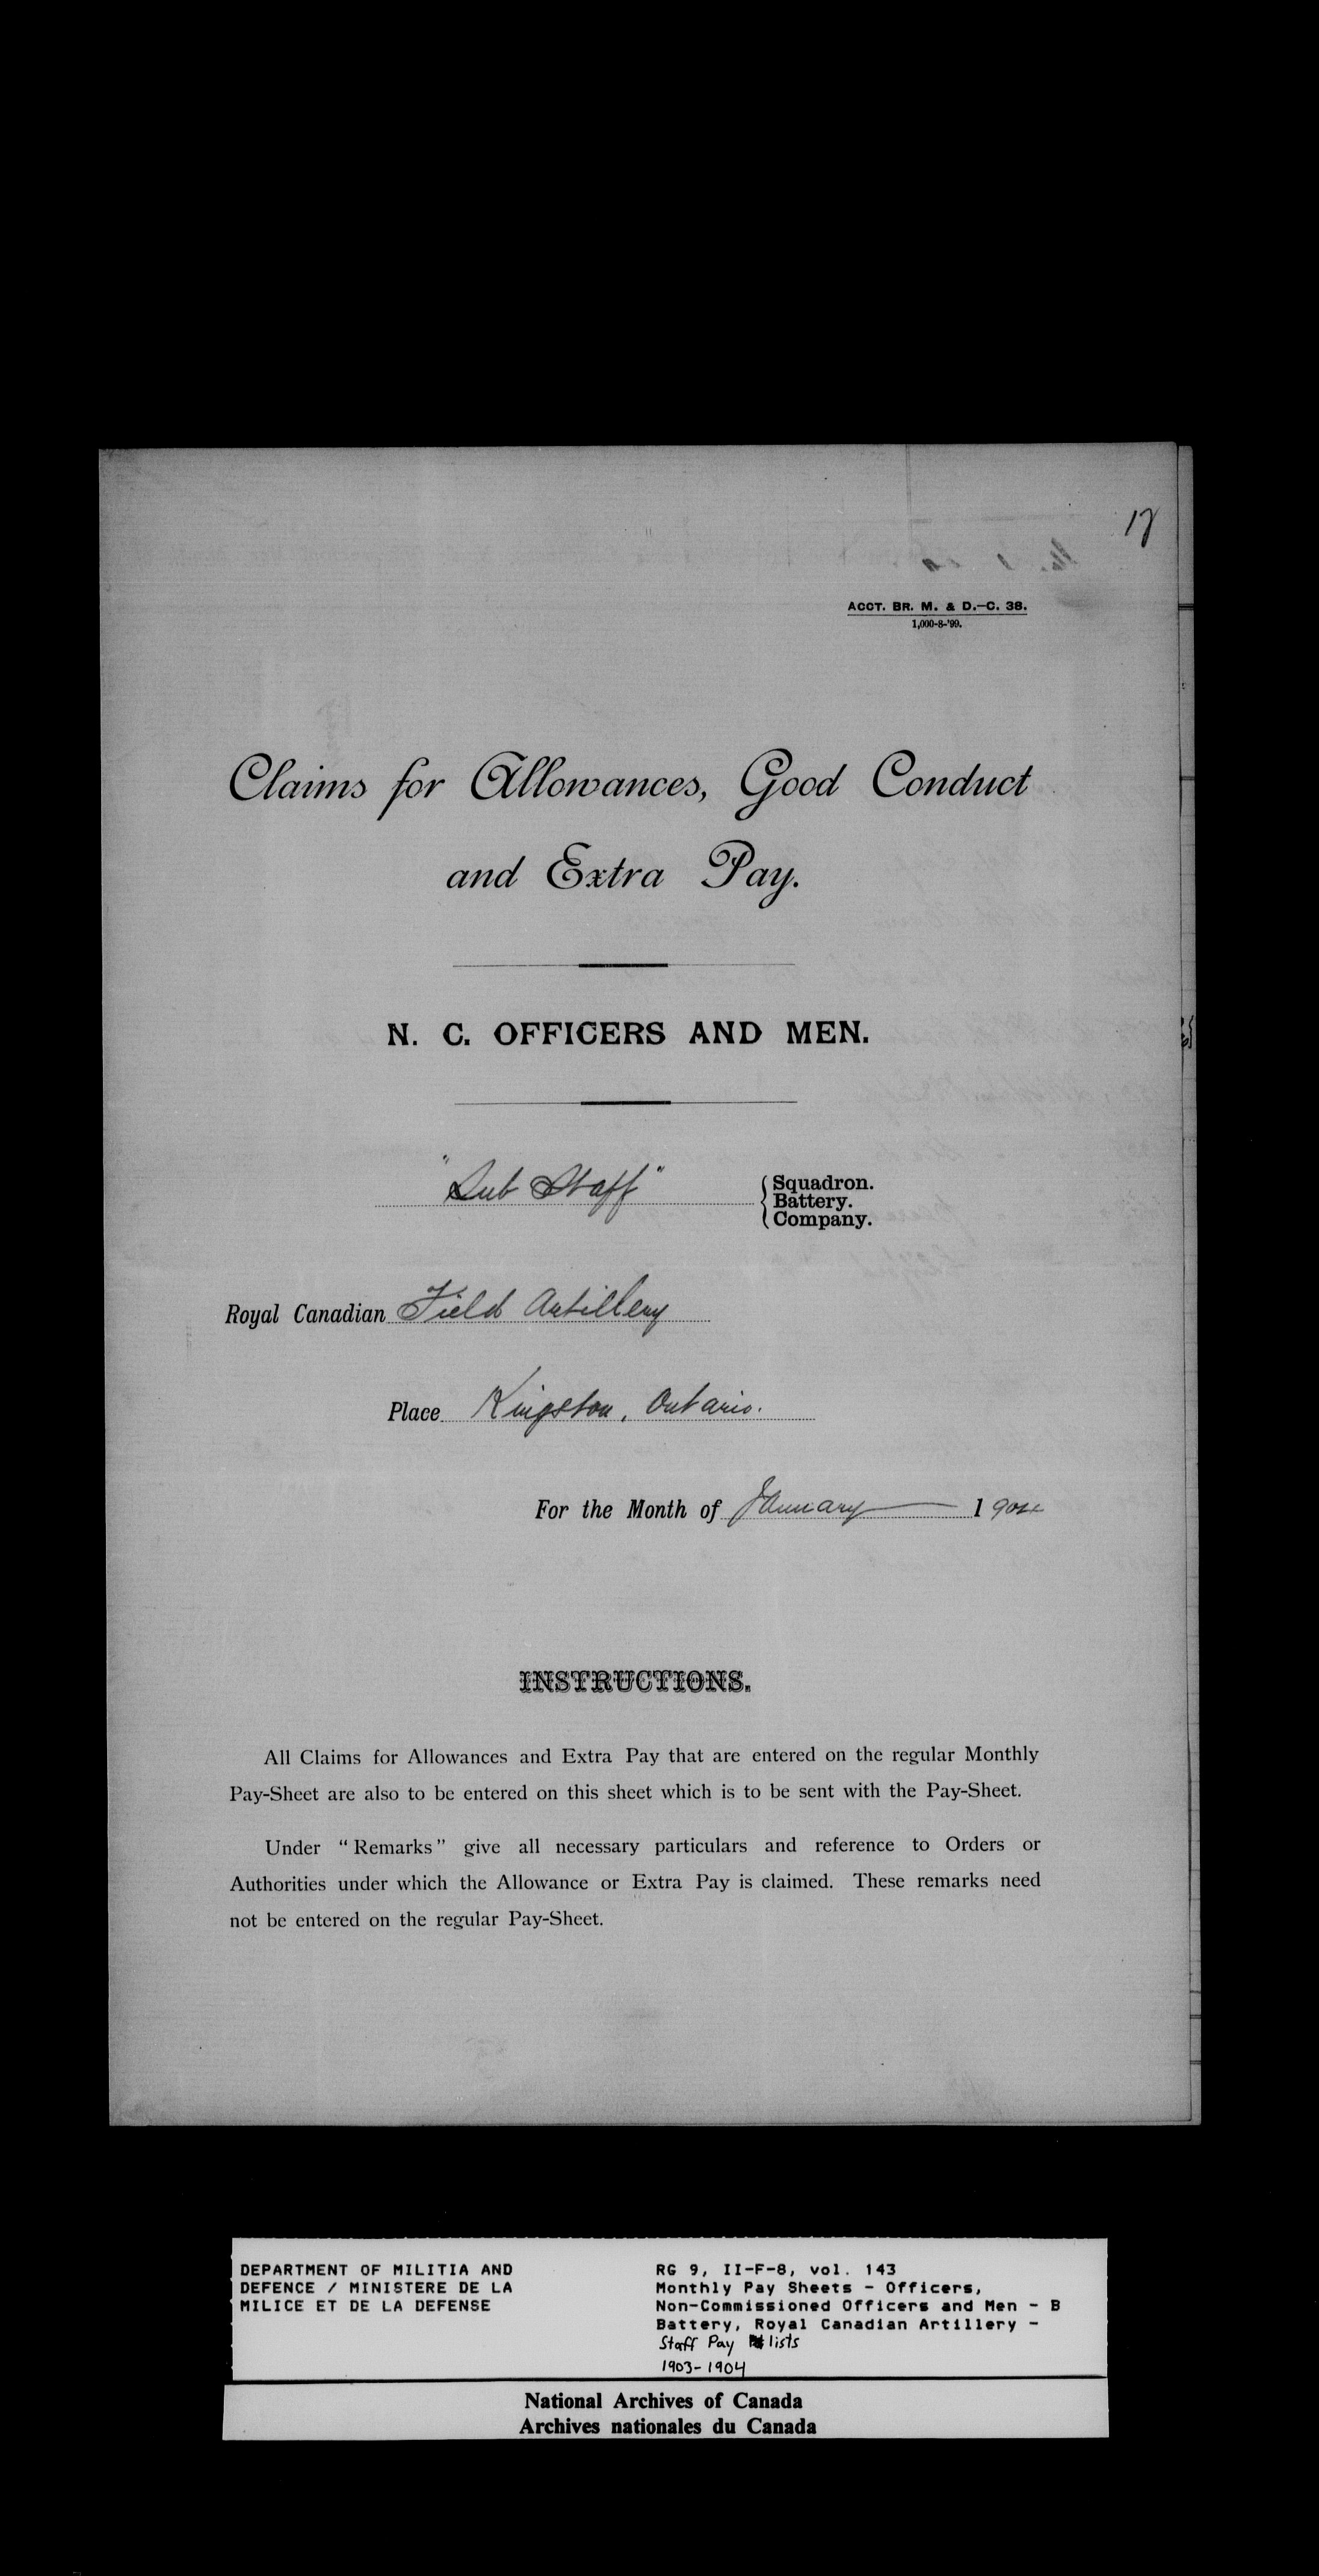 17
ACCT. BR. M. & D.–C. 38.
1,000-8-'99.
Claims for Allowances, Good Conduct
and Extra Pay.
N. C. OFFICERS AND MEN.
"Sub Staff" { Squadron.
Battery.
Company.
Royal Canadian Field Artillery
Place Kingston, Ontario.
For the Month of January 1904
INSTRUCTIONS.
All Claims for Allowances and Extra Pay that are entered on the regular Monthly
Pay-Sheet are also to be entered on this sheet which is to be sent with the Pay-Sheet.
Under "Remarks" give all necessary particulars and reference to Orders or
Authorities under which the Allowance or Extra Pay is claimed. These remarks need
not be entered on the regular Pay-Sheet.
DEPARTMENT OF MILITIA AND
DEFENCE / MINISTERE DE LA
MILICE ET DE LA DEFENSE
RG 9, II-F-8, vol. 143
Monthly Pay Sheets - Officers,
Non-Commissioned Officers and Men - B
Battery, Royal Canadian Artillery -
Staff Pay lists
1903-1904
National Archives of Canada
Archives nationales du Canada